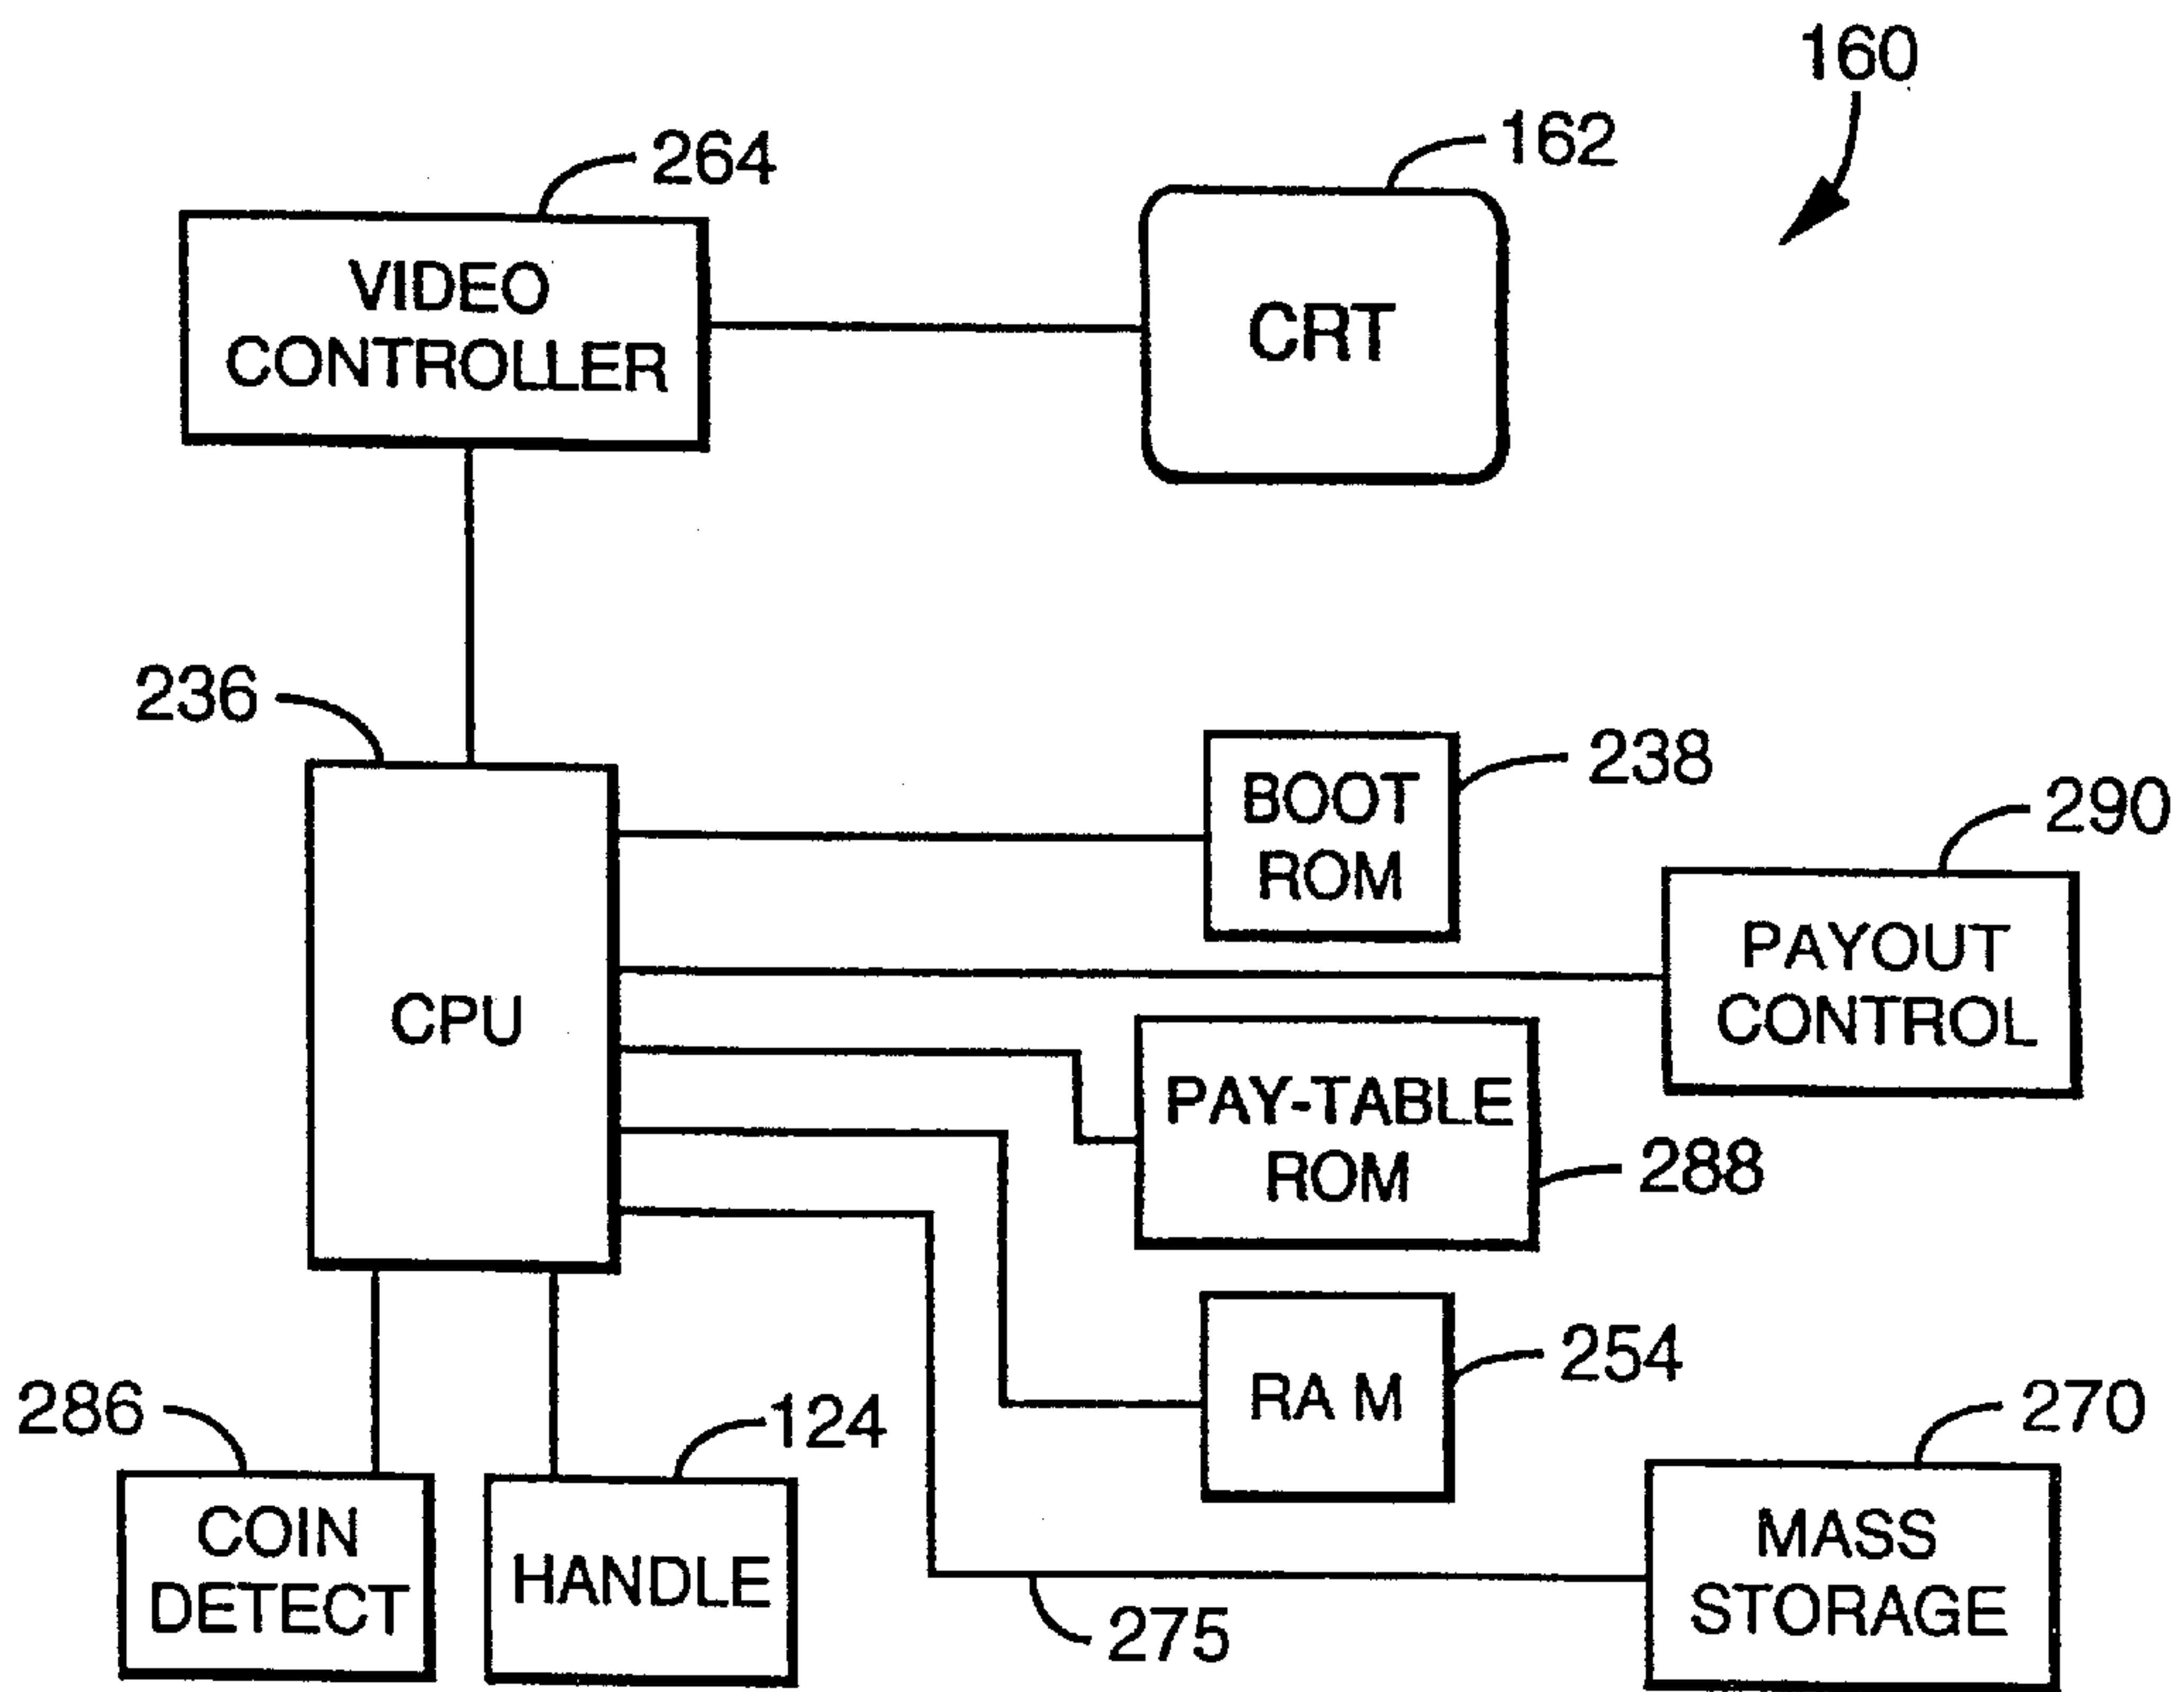 160
162
264
VIDEO
CONTROLLER
CRT
236
238
BOOT
ROM
290
PAYOUT
CONTROL
CPU
PAY-TABLE
ROM
288
254
RA M
286
124
270
COIN
DETECT
HANDLE
275
MASS
STORAGE